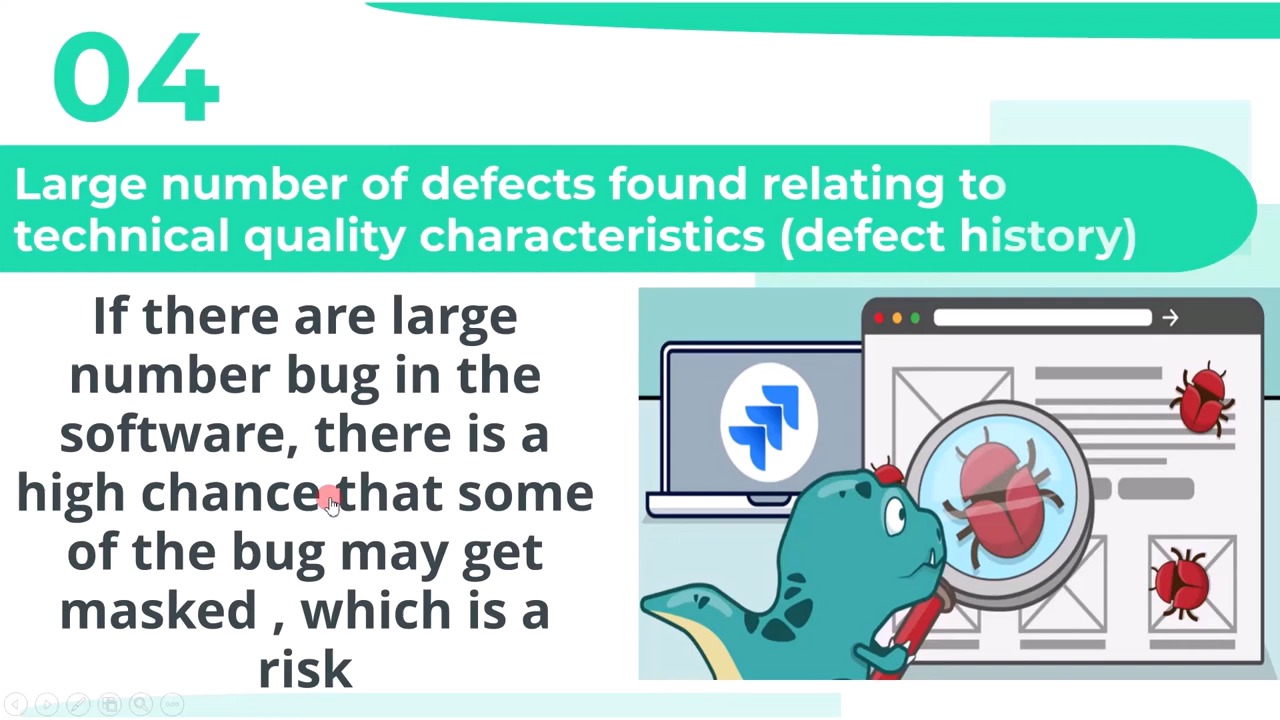 04
Large number of defects found relating to
technical quality characteristics (defect history)
If there are large
number bug in the
software, there is a
high chance that some
of the bug may get
masked , which is a
risk